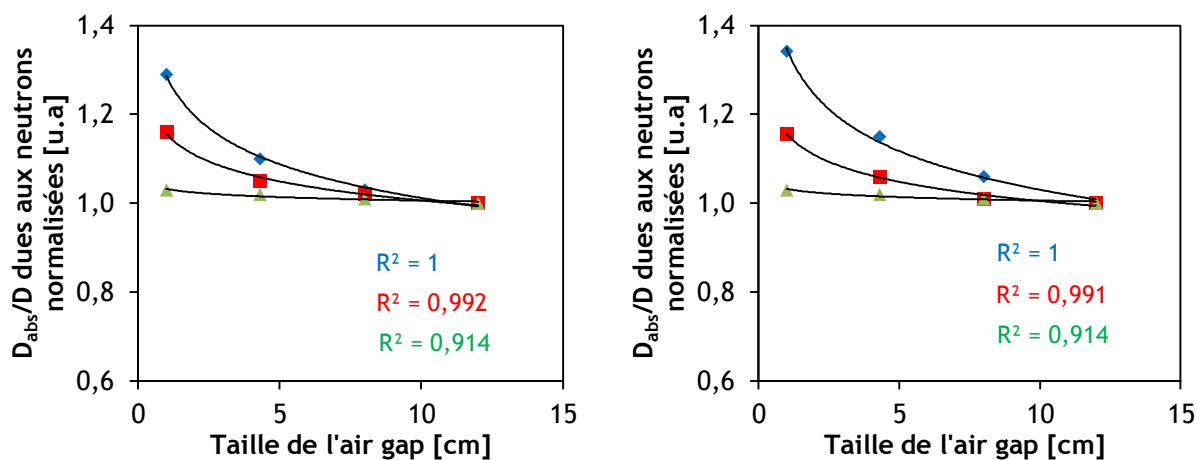 D_abs/D dues aux neutrons
normalisées [u.a]
1,4
1,2
1,0
0,8
0,6
R² = 1
R² = 0,992
R² = 0,914
0 5 10 15
Taille de l'air gap [cm]
D_abs/D dues aux neutrons
normalisées [u.a]
1,4
1,2
1,0
0,8
0,6
R² = 1
R² = 0,991
R² = 0,914
0 5 10 15
Taille de l'air gap [cm]